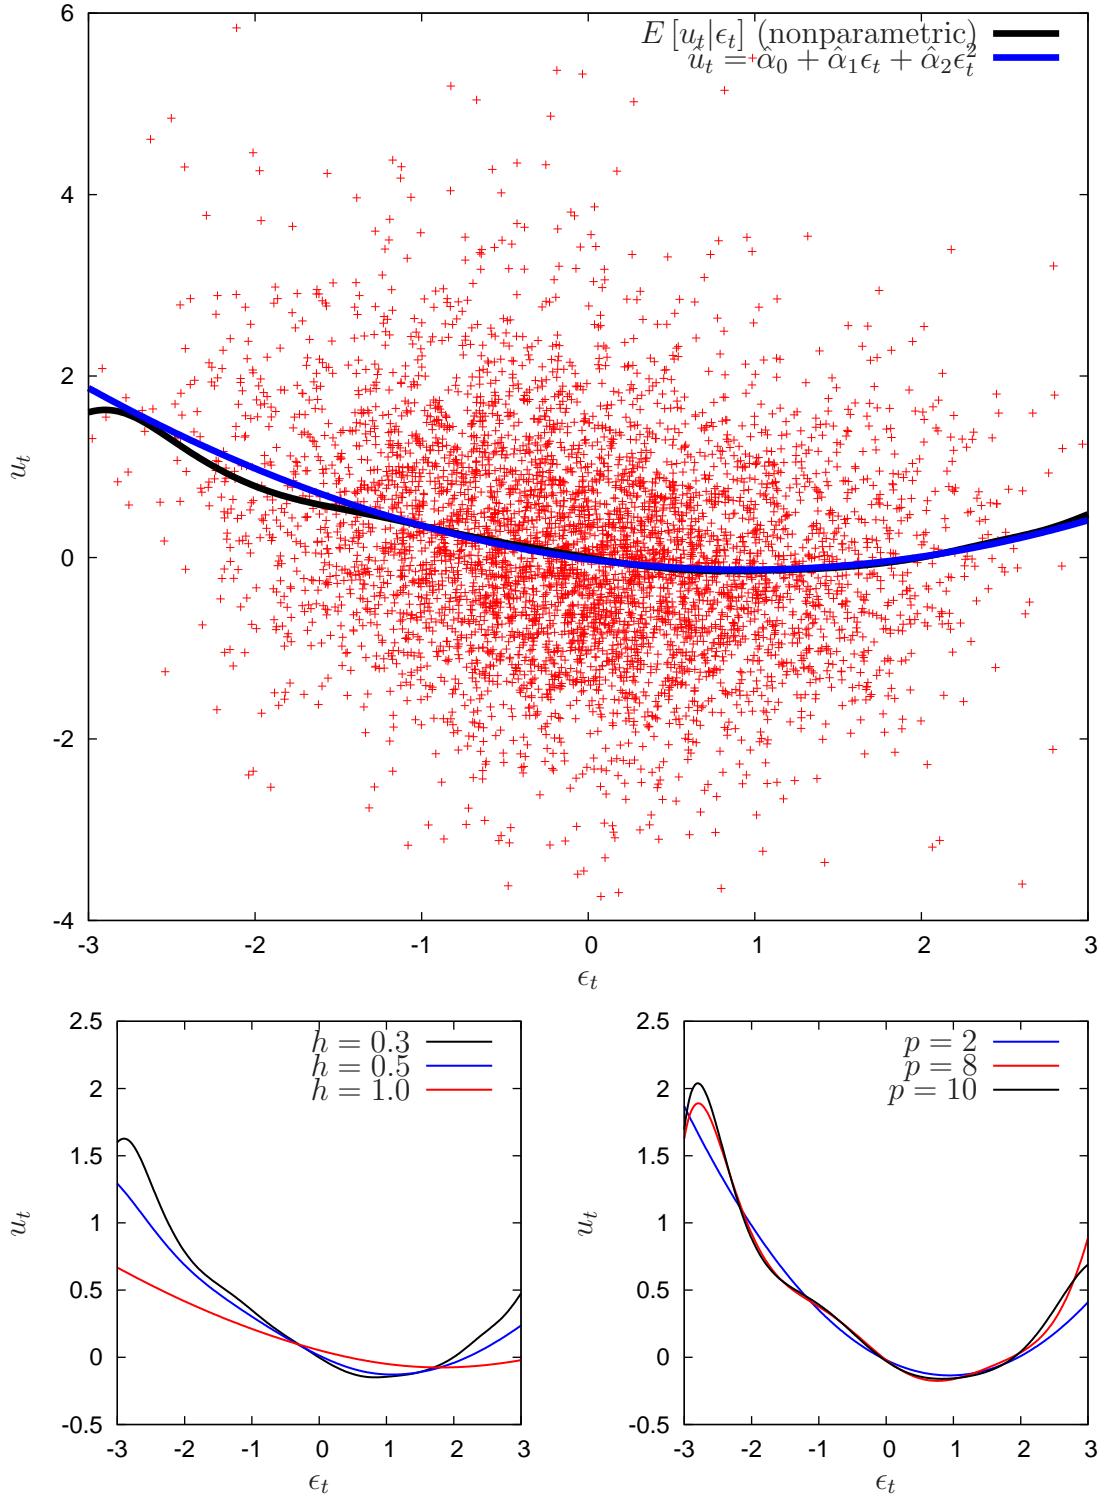 6
4
2
0
-2
-4
-3 -2 -1 0 1 2 3
u_t
ϵ_t
E [u_t|ϵ_t] (nonparametric)
û_t = α̂_0 + α̂_1ϵ_t + α̂_2ϵ_t^2
2.5
2
1.5
1
0.5
0
-0.5
-3 -2 -1 0 1 2 3
u_t
ϵ_t
h = 0.3
h = 0.5
h = 1.0
2.5
2
1.5
1
0.5
0
-0.5
-3 -2 -1 0 1 2 3
u_t
ϵ_t
p = 2
p = 8
p = 10